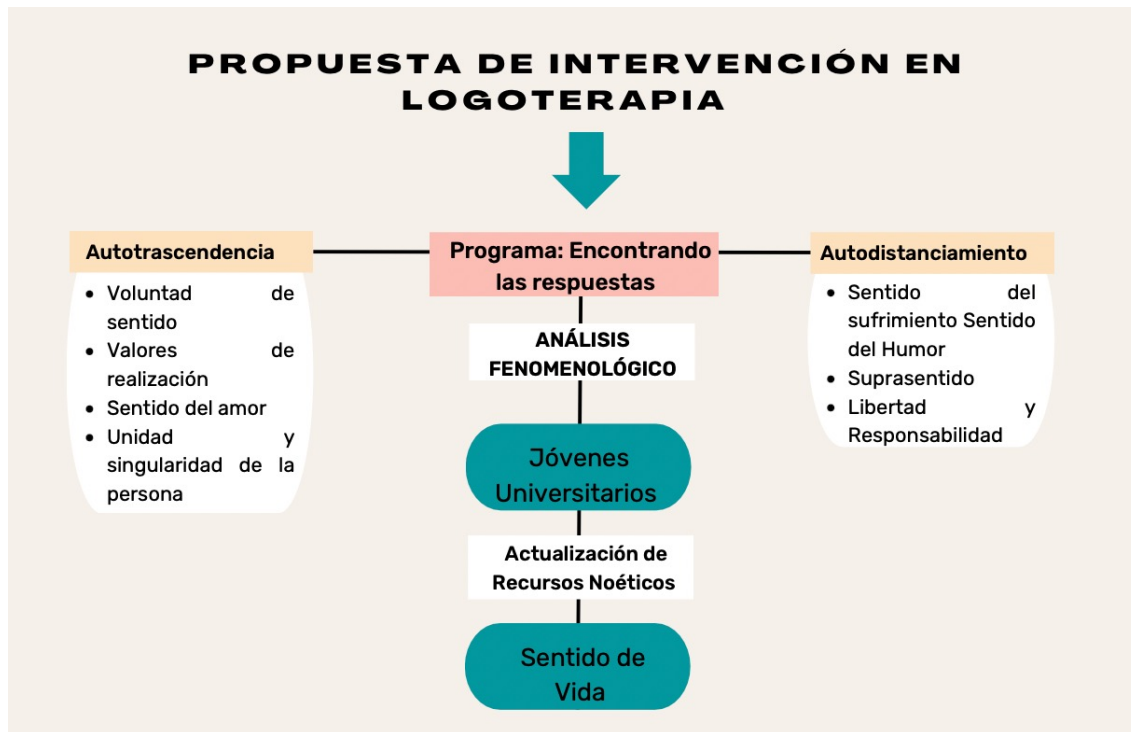 PROPUESTA DE INTERVENCIÓN EN
LOGOTERAPIA
Autotrascendencia
• Voluntad de
sentido
• Valores de
realización
• Sentido del amor
• Unidad y
singularidad de la
persona
Programa: Encontrando
las respuestas
ANÁLISIS
FENOMENOLÓGICO
Jóvenes
Universitarios
Actualización de
Recursos Noéticos
Sentido de
Vida
Autodistanciamiento
• Sentido del
sufrimiento Sentido
del Humor
• Suprasentido
• Libertad y
Responsabilidad